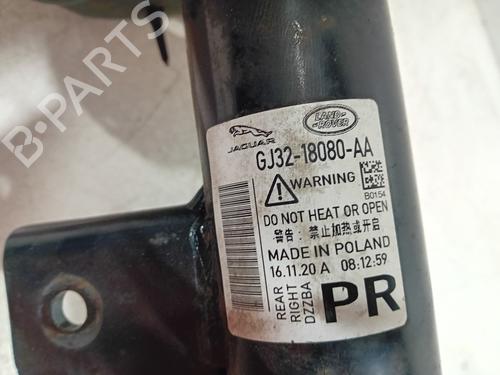 JAGUAR
LAND-
-ROVER
GJ32-18080-AA
WARNING
B0154
DO NOT HEAT OR OPEN
警告: 禁止加热或开启
MADE IN POLAND
16.11.20 A 08:12:59
REAR
RIGHT
DZZBA
PR
B-PARTS